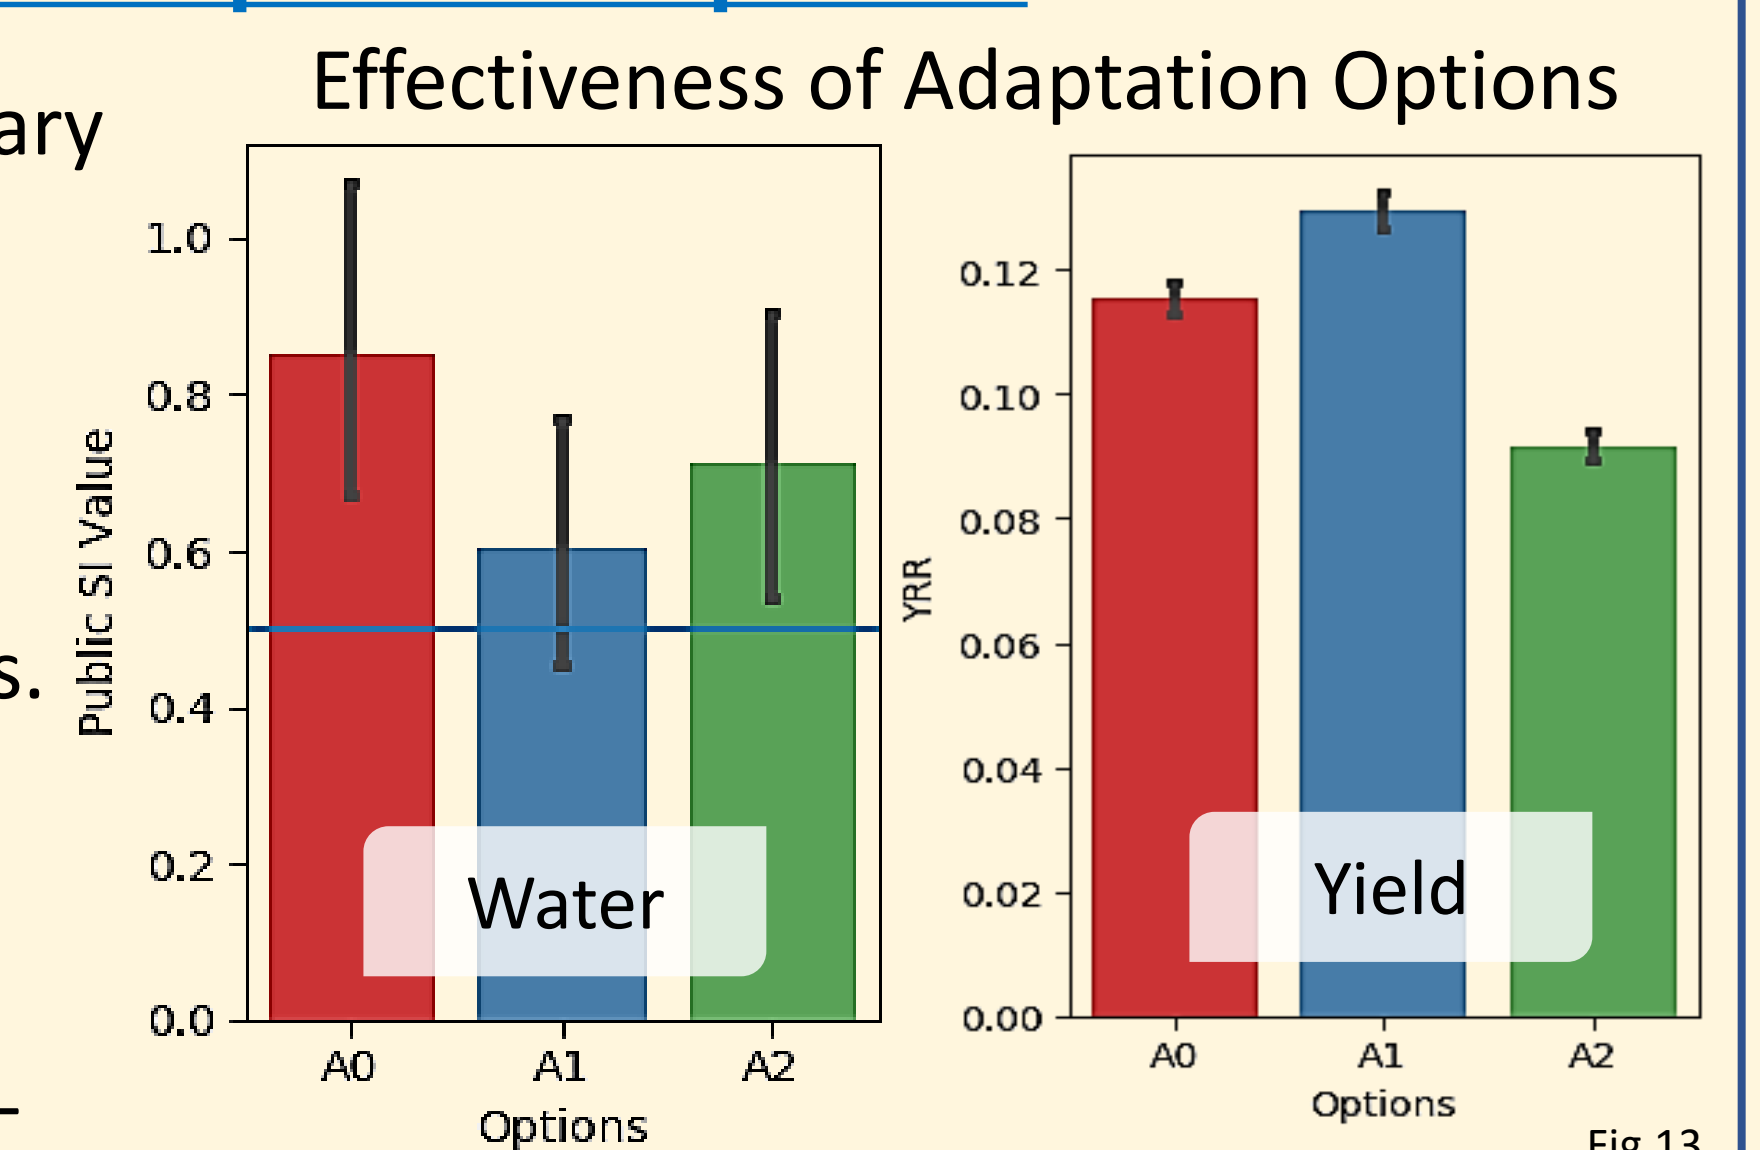 Effectiveness of Adaptation Options
ary
s.
Public SI Value
1.0
0.8
0.6
0.4
0.2
0.0
A0 A1 A2
Options
Water
YRR
0.12
0.10
0.08
0.06
0.04
0.02
0.00
A0 A1 A2
Options
Yield
Fig 13